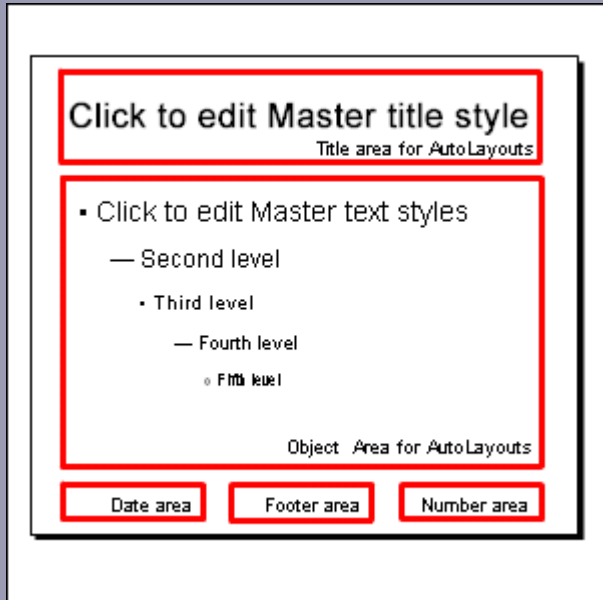 Click to edit Master title style
Title area for AutoLayouts
• Click to edit Master text styles
— Second level
• Third level
— Fourth level
○ Fifth level
Object Area for AutoLayouts
Date area
Footer area
Number area